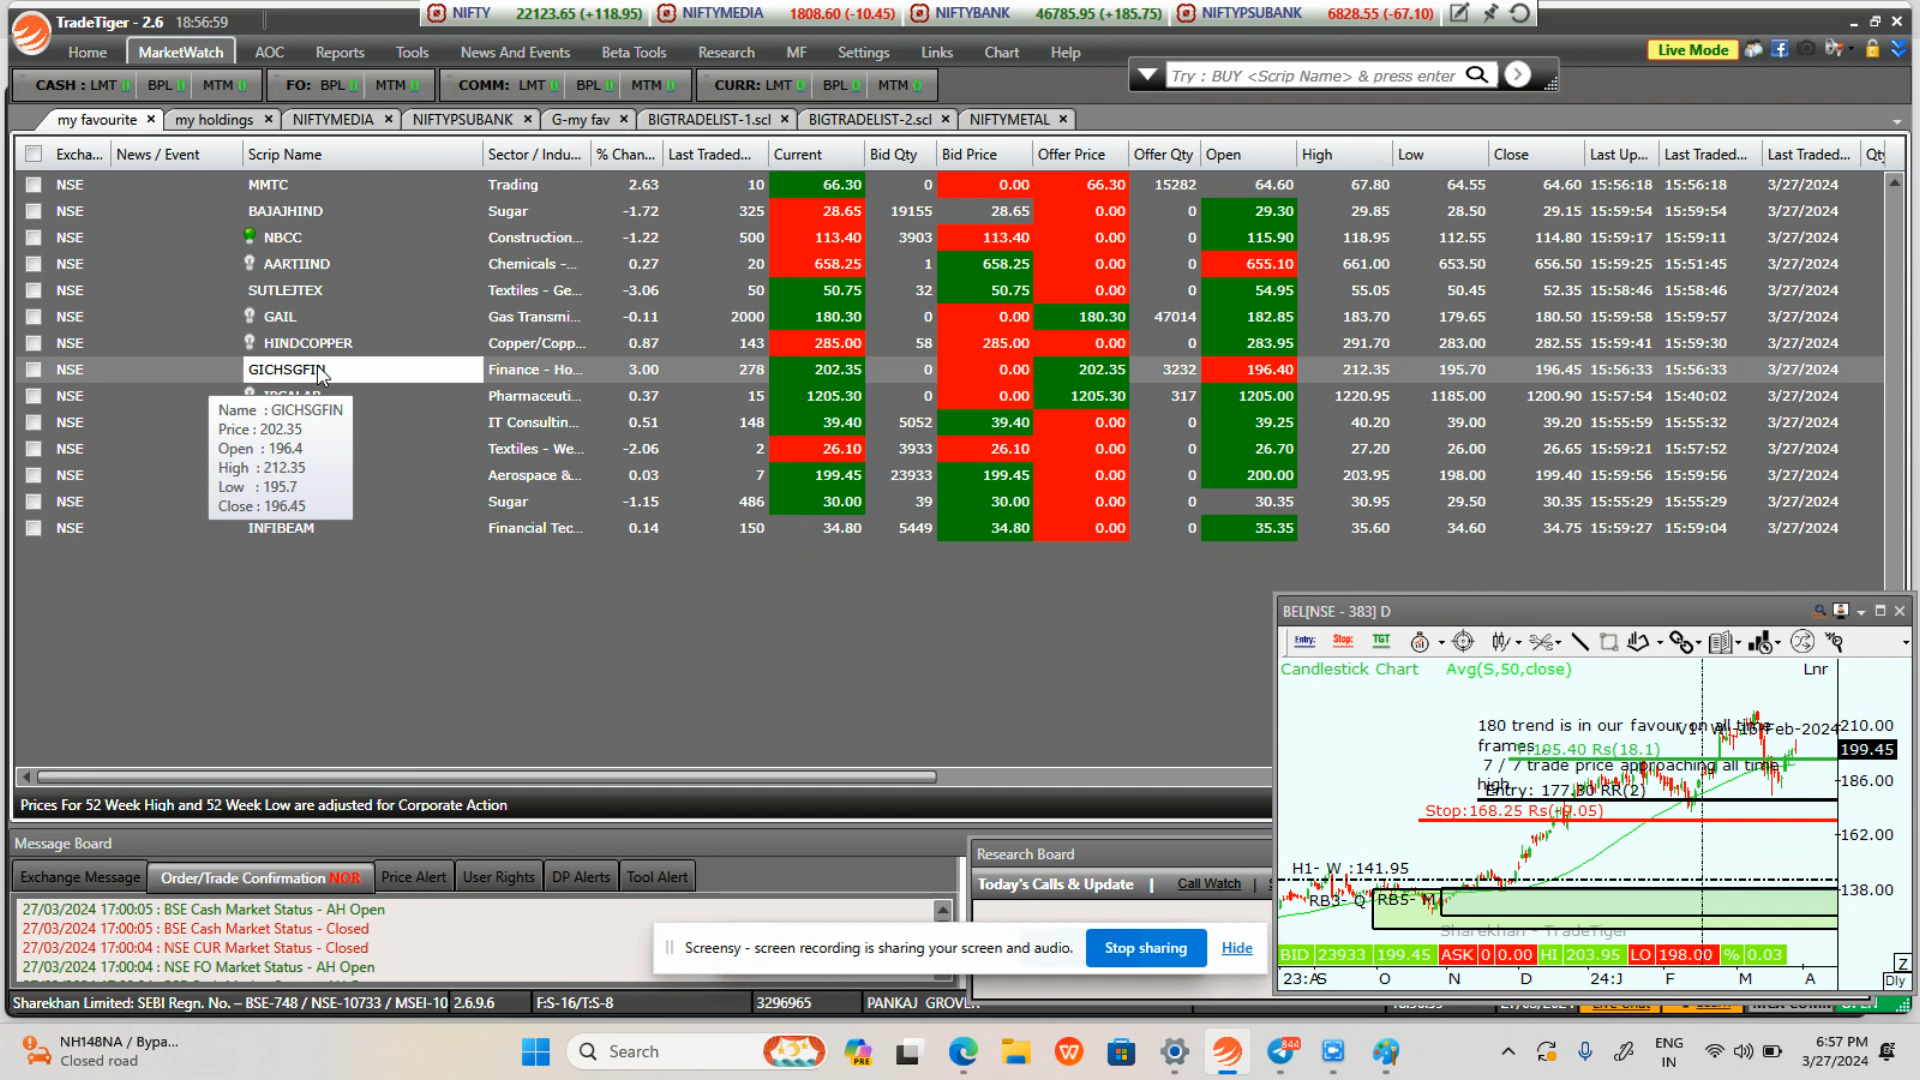 TradeTiger - 2.6 18:56:59
NIFTY 22123.65 (+118.95) NIFTYMEDIA 1808.60 (-10.45) NIFTYBANK 46785.95 (+185.75) NIFTYPSUBANK 6828.55 (-67.10)
Home MarketWatch AOC Reports Tools News And Events Beta Tools Research MF Settings Links Chart Help Live Mode
CASH : LMT BPL MTM FO: BPL MTM COMM: LMT BPL MTM CURR: LMT BPL MTM
Try : BUY <Scrip Name> & press enter
my favourite my holdings NIFTYMEDIA NIFTYPSUBANK G-my fav BIGTRADELIST-1.scl BIGTRADELIST-2.scl NIFTYMETAL
Excha... News / Event Scrip Name Sector / Indu... % Chan... Last Traded... Current Bid Qty Bid Price Offer Price Offer Qty Open High Low Close Last Up... Last Traded... Last Traded... Qty
NSE MMTC Trading 2.63 10 66.30 0 0.00 66.30 15282 64.60 67.80 64.55 64.60 15:56:18 15:56:18 3/27/2024
NSE BAJAJHIND Sugar -1.72 325 28.65 19155 28.65 0.00 0 29.30 29.85 28.50 29.15 15:59:54 15:59:54 3/27/2024
NSE NBCC Construction... -1.22 500 113.40 3903 113.40 0.00 0 115.90 118.95 112.55 114.80 15:59:17 15:59:11 3/27/2024
NSE AARTIIND Chemicals -... 0.27 20 658.25 1 658.25 0.00 0 655.10 661.00 653.50 656.50 15:59:25 15:51:45 3/27/2024
NSE SUTLEJTEX Textiles - Ge... -3.06 50 50.75 32 50.75 0.00 0 54.95 55.05 50.45 52.35 15:58:46 15:58:46 3/27/2024
NSE GAIL Gas Transmi... -0.11 2000 180.30 0 0.00 180.30 47014 182.85 183.70 179.65 180.50 15:59:58 15:59:57 3/27/2024
NSE HINDCOPPER Copper/Copp... 0.87 143 285.00 58 285.00 0.00 0 283.95 291.70 283.00 282.55 15:59:41 15:59:30 3/27/2024
NSE GICHSGFIN Finance - Ho... 3.00 278 202.35 0 0.00 202.35 3232 196.40 212.35 195.70 196.45 15:56:33 15:56:33 3/27/2024
NSE Pharmaceuti... 0.37 15 1205.30 0 0.00 1205.30 317 1205.00 1220.95 1185.00 1200.90 15:57:54 15:40:02 3/27/2024
NSE IT Consultin... 0.51 148 39.40 5052 39.40 0.00 0 39.25 40.20 39.00 39.20 15:55:59 15:55:32 3/27/2024
NSE Textiles - We... -2.06 2 26.10 3933 26.10 0.00 0 26.70 27.20 26.00 26.65 15:59:21 15:57:52 3/27/2024
NSE Aerospace &... 0.03 7 199.45 23933 199.45 0.00 0 200.00 203.95 198.00 199.40 15:59:56 15:59:56 3/27/2024
NSE Sugar -1.15 486 30.00 39 30.00 0.00 0 30.35 30.95 29.50 30.35 15:55:29 15:55:29 3/27/2024
NSE INFIBEAM Financial Tec... 0.14 150 34.80 5449 34.80 0.00 0 35.35 35.60 34.60 34.75 15:59:27 15:59:04 3/27/2024
Name : GICHSGFIN
Price : 202.35
Open : 196.4
High : 212.35
Low : 195.7
Close : 196.45
Prices For 52 Week High and 52 Week Low are adjusted for Corporate Action
BEL[NSE - 383] D
Entry: Stop: TGT
Candlestick Chart Avg(S,50,close) Lnr
180 trend is in our favour on all time
frames
7 / 7 trade price approaching all time
high
195.40 Rs(18.1)
Entry: 177.30 RR(2)
Stop:168.25 Rs(
H1- W :141.95
RB3- Q RB5- M
Sharekhan - TradeTiger
210.00
199.45
186.00
162.00
138.00
BID 23933 199.45 ASK 0 0.00 HI 203.95 LO 198.00 % 0.03
23:A S O N D 24:J F M A
Z
Dly
Message Board
Exchange Message Order/Trade Confirmation NOR Price Alert User Rights DP Alerts Tool Alert
27/03/2024 17:00:05 : BSE Cash Market Status - AH Open
27/03/2024 17:00:05 : BSE Cash Market Status - Closed
27/03/2024 17:00:04 : NSE CUR Market Status - Closed
27/03/2024 17:00:04 : NSE FO Market Status - AH Open
Research Board
Today's Calls & Update | Call Watch |
Screensy - screen recording is sharing your screen and audio. Stop sharing Hide
Sharekhan Limited: SEBI Regn. No. – BSE-748 / NSE-10733 / MSEI-10 2.6.9.6 F:S-16/T:S-8 3296965 PANKAJ GROVER
NH148NA / Bypa...
Closed road
Search
PRE
844
ENG
IN
6:57 PM
3/27/2024